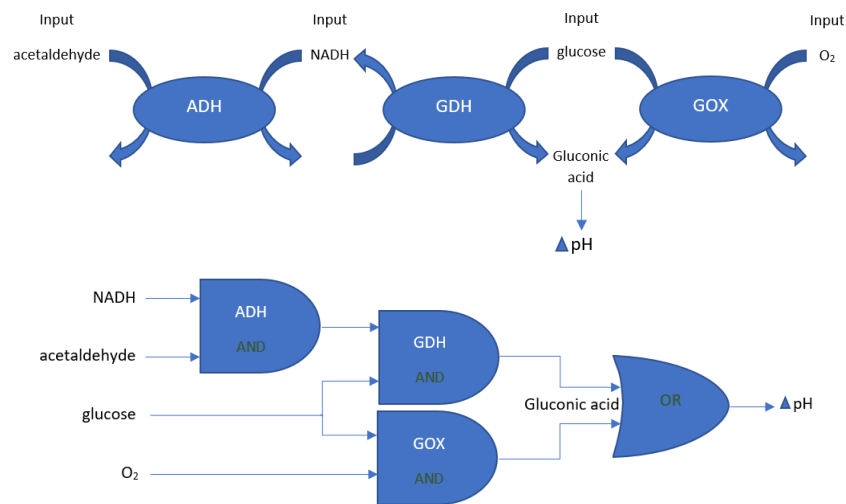 Input
Input
Input
Input
acetaldehyde
NADH
glucose
O₂
ADH
GDH
GOX
Gluconic
acid
pH
NADH
acetaldehyde
glucose
O₂
ADH
AND
GDH
AND
GOX
AND
Gluconic acid
OR
pH